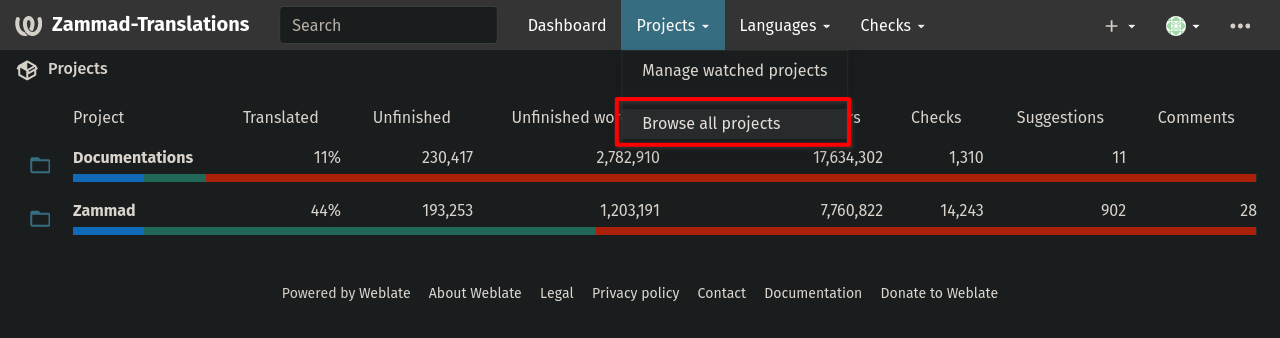 Zammad-Translations Search Dashboard Projects Languages Checks
Projects
Manage watched projects
Project Translated Unfinished Unfinished Checks Suggestions Comments
Browse all projects
Documentations 11% 230,417 2,782,910 17,634,302 1,310 11
Zammad 44% 193,253 1,203,191 7,760,822 14,243 902 28
Powered by Weblate About Weblate Legal Privacy policy Contact Documentation Donate to Weblate